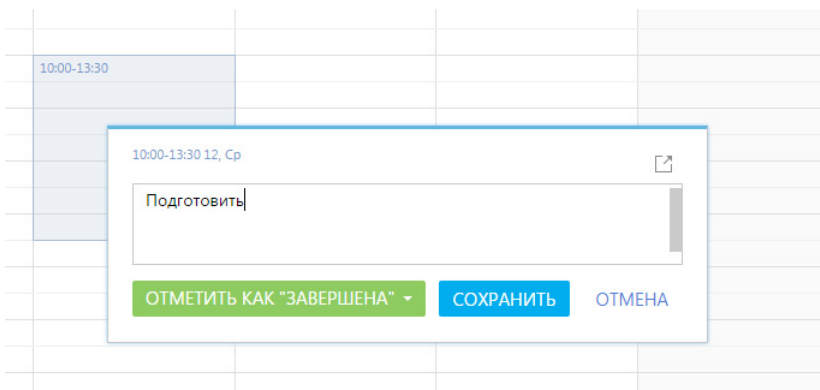 10:00-13:30
10:00-13:30 12, Ср
Подготовить
ОТМЕТИТЬ КАК "ЗАВЕРШЕНА" СОХРАНИТЬ ОТМЕНА